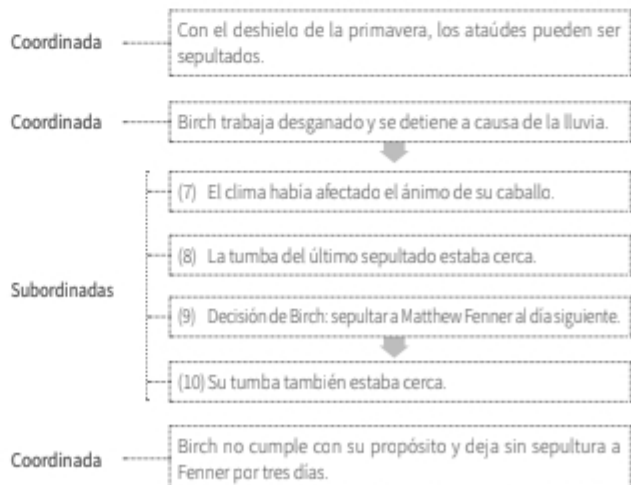 Coordinada
Con el deshielo de la primavera, los ataúdes pueden ser
sepultados.
Coordinada
Birch trabaja desganado y se detiene a causa de la lluvia.
(7) El clima había afectado el ánimo de su caballo.
(8) La tumba del último sepultado estaba cerca.
Subordinadas
(9) Decisión de Birch: sepultar a Matthew Fenner al día siguiente.
(10) Su tumba también estaba cerca.
Coordinada
Birch no cumple con su propósito y deja sin sepultura a
Fenner por tres días.